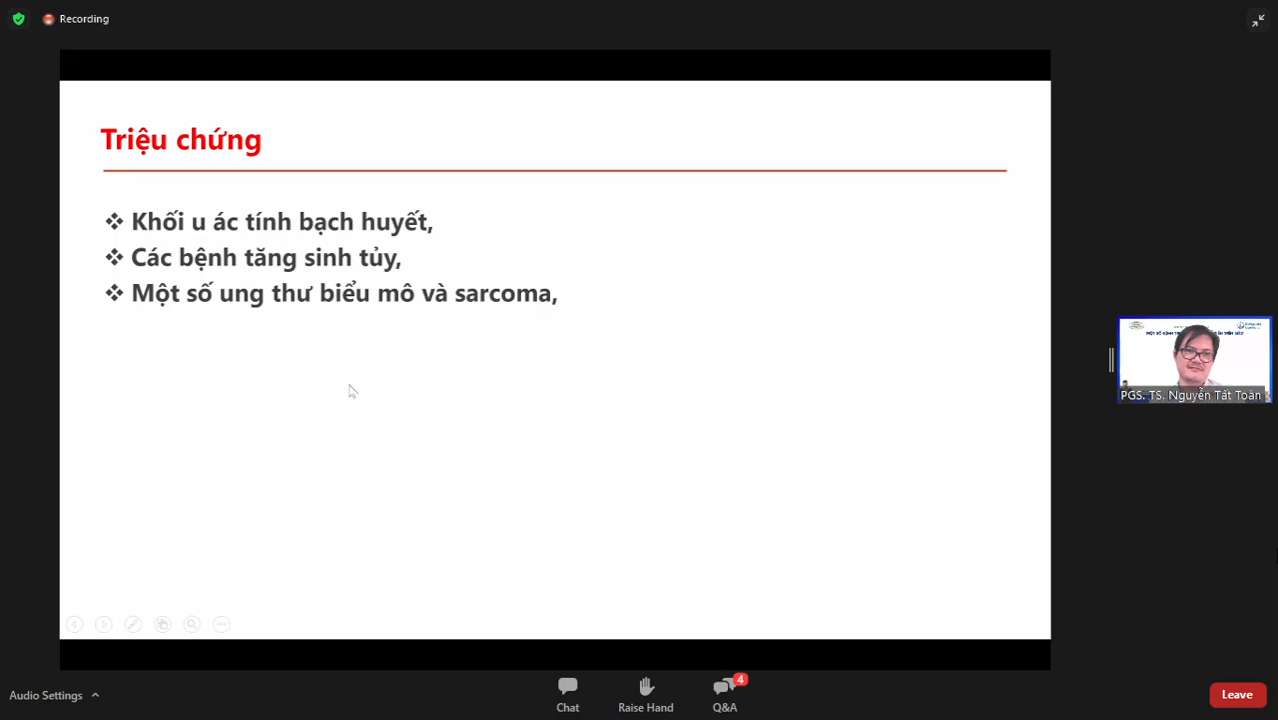 Recording
Triệu chứng
❖ Khối u ác tính bạch huyết,
❖ Các bệnh tăng sinh tủy,
❖ Một số ung thư biểu mô và sarcoma,
PGS. TS. Nguyễn Tất Toàn
Audio Settings
Chat
Raise Hand
4
Q&A
Leave